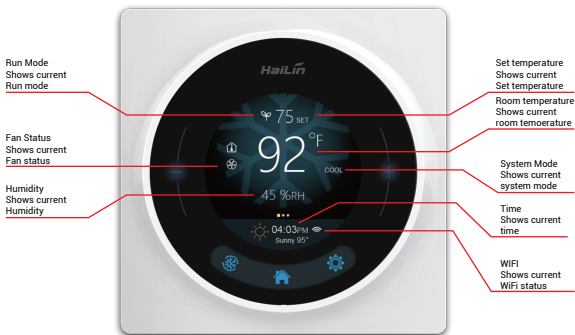 Run Mode
Shows current
Run mode
Fan Status
Shows current
Fan status
Humidity
Shows current
Humidity
HaiLin
75 SET
92 °F
COOL
45 %RH
04:03PM
Sunny 95°
Set temperature
Shows current
Set temperature
Room temperature
Shows current
room temoerature
System Mode
Shows current
system mode
Time
Shows current
time
WIFI
Shows current
WiFi status